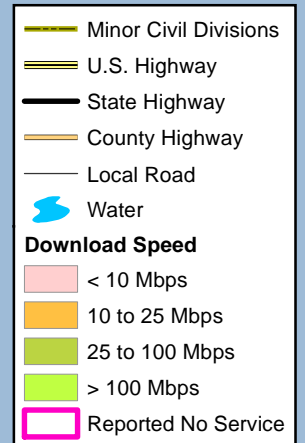 Minor Civil Divisions
U.S. Highway
State Highway
County Highway
Local Road
Water
Download Speed
< 10 Mbps
10 to 25 Mbps
25 to 100 Mbps
> 100 Mbps
Reported No Service